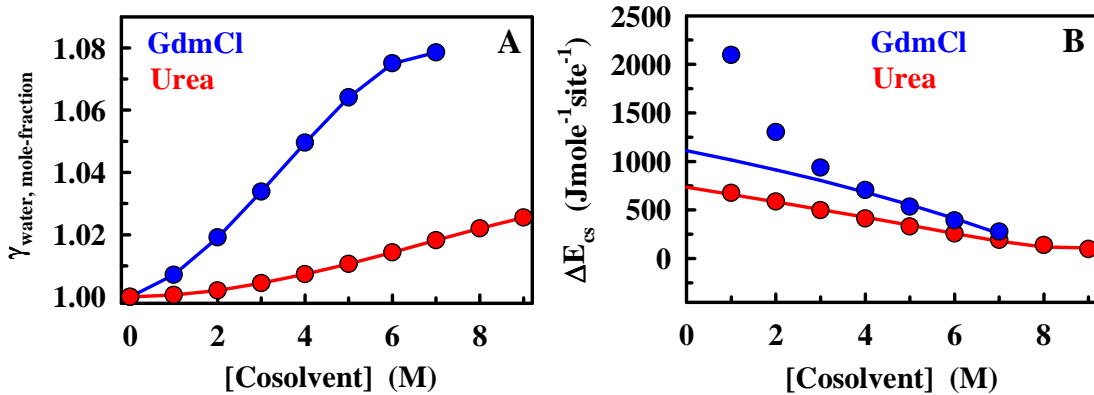 A
GdmCl
Urea
γwater, mole-fraction
1.08
1.06
1.04
1.02
1.00
0
2
4
6
8
[Cosolvent] (M)
B
GdmCl
Urea
ΔEcs (Jmole-1site-1)
2500
2000
1500
1000
500
0
0
2
4
6
8
[Cosolvent] (M)